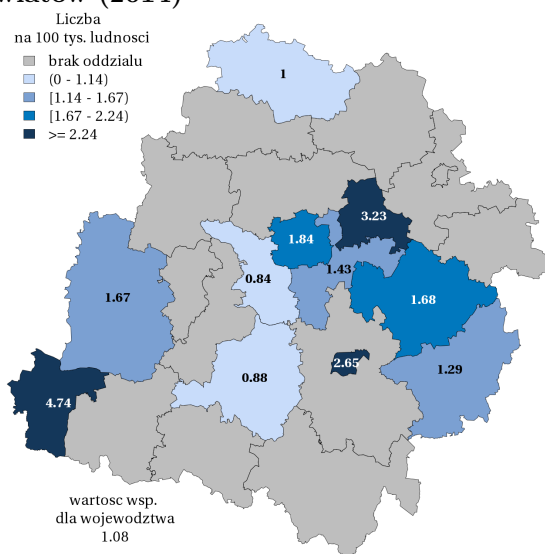 (2014)
Liczba
na 100 tys. ludnosci
brak oddzialu
(0 - 1.14)
[1.14 - 1.67)
[1.67 - 2.24)
>= 2.24
1
3.23
1.84
1.43
0.84
1.67
1.68
2.65
1.29
0.88
4.74
wartosc wsp.
dla wojewodztwa
1.08